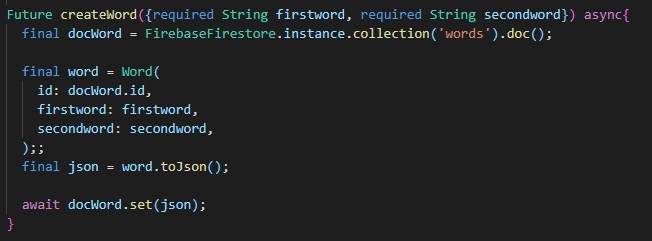 Future createWord({required String firstword, required String secondword}) async{
final docWord = FirebaseFirestore.instance.collection('words').doc();
final word = Word(
id: docWord.id,
firstword: firstword,
secondword: secondword,
);;
final json = word.toJson();
await docWord.set(json);
}